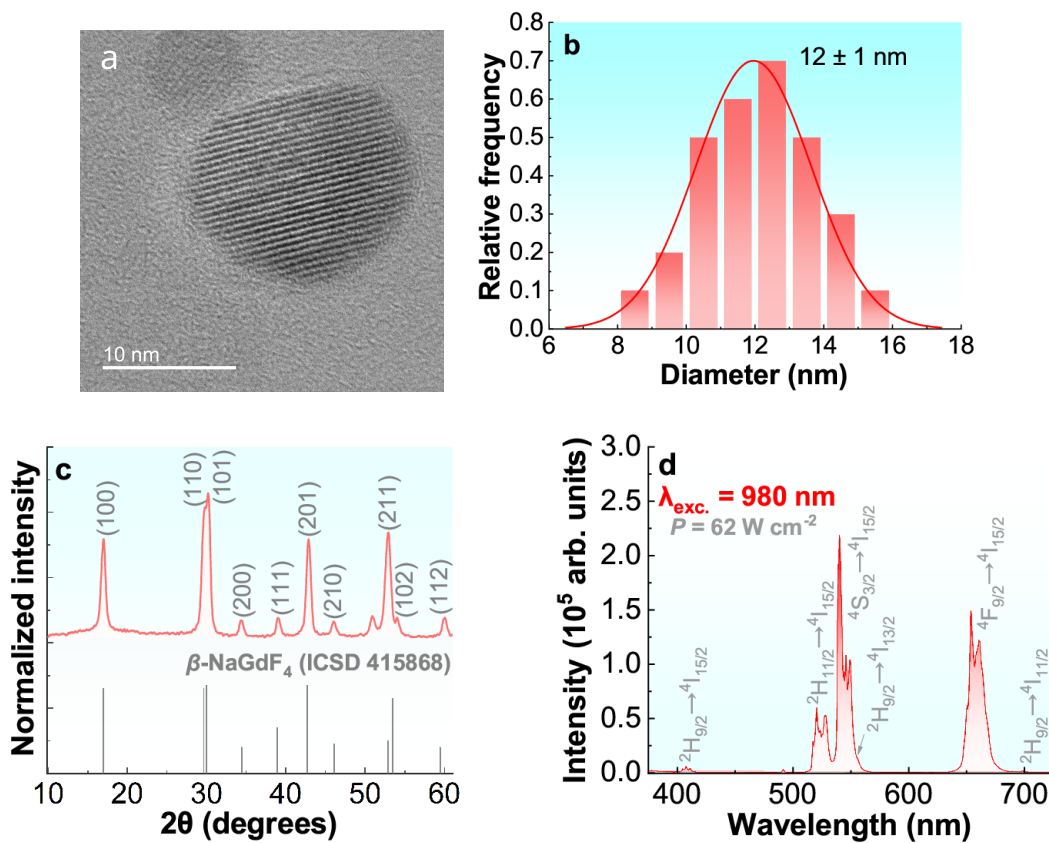 a
10 nm
b
12 ± 1 nm
Relative frequency
0.8
0.7
0.6
0.5
0.4
0.3
0.2
0.1
0.0
6 8 10 12 14 16 18
Diameter (nm)
c
Normalized intensity
(100)
(110)
(101)
(200)
(111)
(201)
(210)
(211)
(102)
(112)
β-NaGdF₄ (ICSD 415868)
10 20 30 40 50 60
2θ (degrees)
d
λexc. = 980 nm
P = 62 W cm⁻²
Intensity (10⁵ arb. units)
3.0
2.5
2.0
1.5
1.0
0.5
0.0
²H₉/₂→⁴I₁₅/₂
²H₁₁/₂→⁴I₁₅/₂
⁴S₃/₂→⁴I₁₅/₂
²H₉/₂→⁴I₁₃/₂
⁴F₉/₂→⁴I₁₅/₂
²H₉/₂→⁴I₁₁/₂
400 500 600 700
Wavelength (nm)